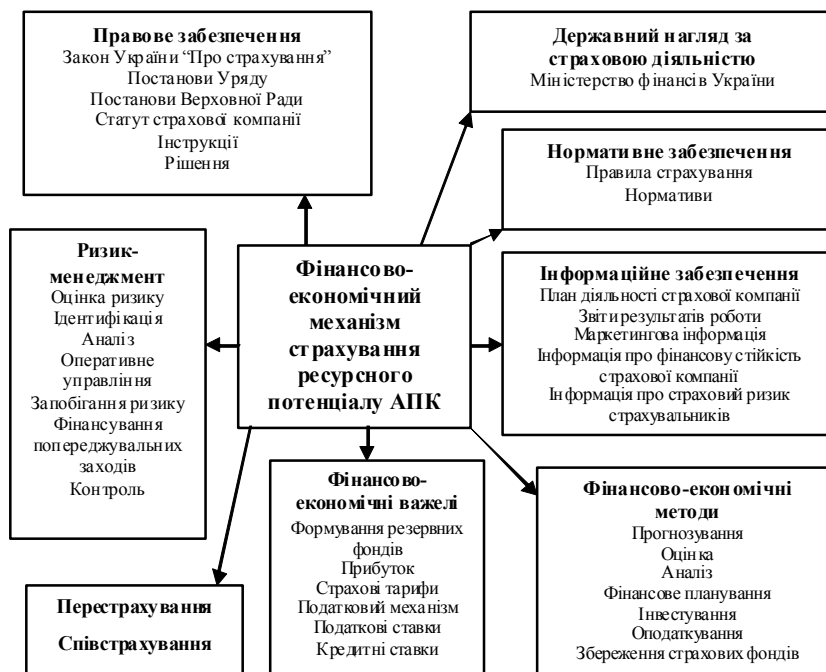 Правове забезпечення
Закон України “Про страхування”
Постанови Уряду
Постанови Верховної Ради
Статут страхової компанії
Інструкції
Рішення
Державний нагляд за
страховою діяльністю
Міністерство фінансів України
Нормативне забезпечення
Правила страхування
Нормативи
Ризик-
менеджмент
Оцінка ризику
Ідентифікація
Аналіз
Оперативне
управління
Запобігання ризику
Фінансування
попереджувальних
заходів
Контроль
Фінансово-
економічний
механізм
страхування
ресурсного
потенціалу АПК
Інформаційне забезпечення
План діяльності страхової компанії
Звіти результатів роботи
Маркетингова інформація
Інформація про фінансову стійкість
страхової компанії
Інформація про страховий ризик
страхувальників
Перестрахування
Співстрахування
Фінансово-
економічні важелі
Формування резервних
фондів
Прибуток
Страхові тарифи
Податковий механізм
Податкові ставки
Кредитні ставки
Фінансово-економічні
методи
Прогнозування
Оцінка
Аналіз
Фінансове планування
Інвестування
Оподаткування
Збереження страхових фондів